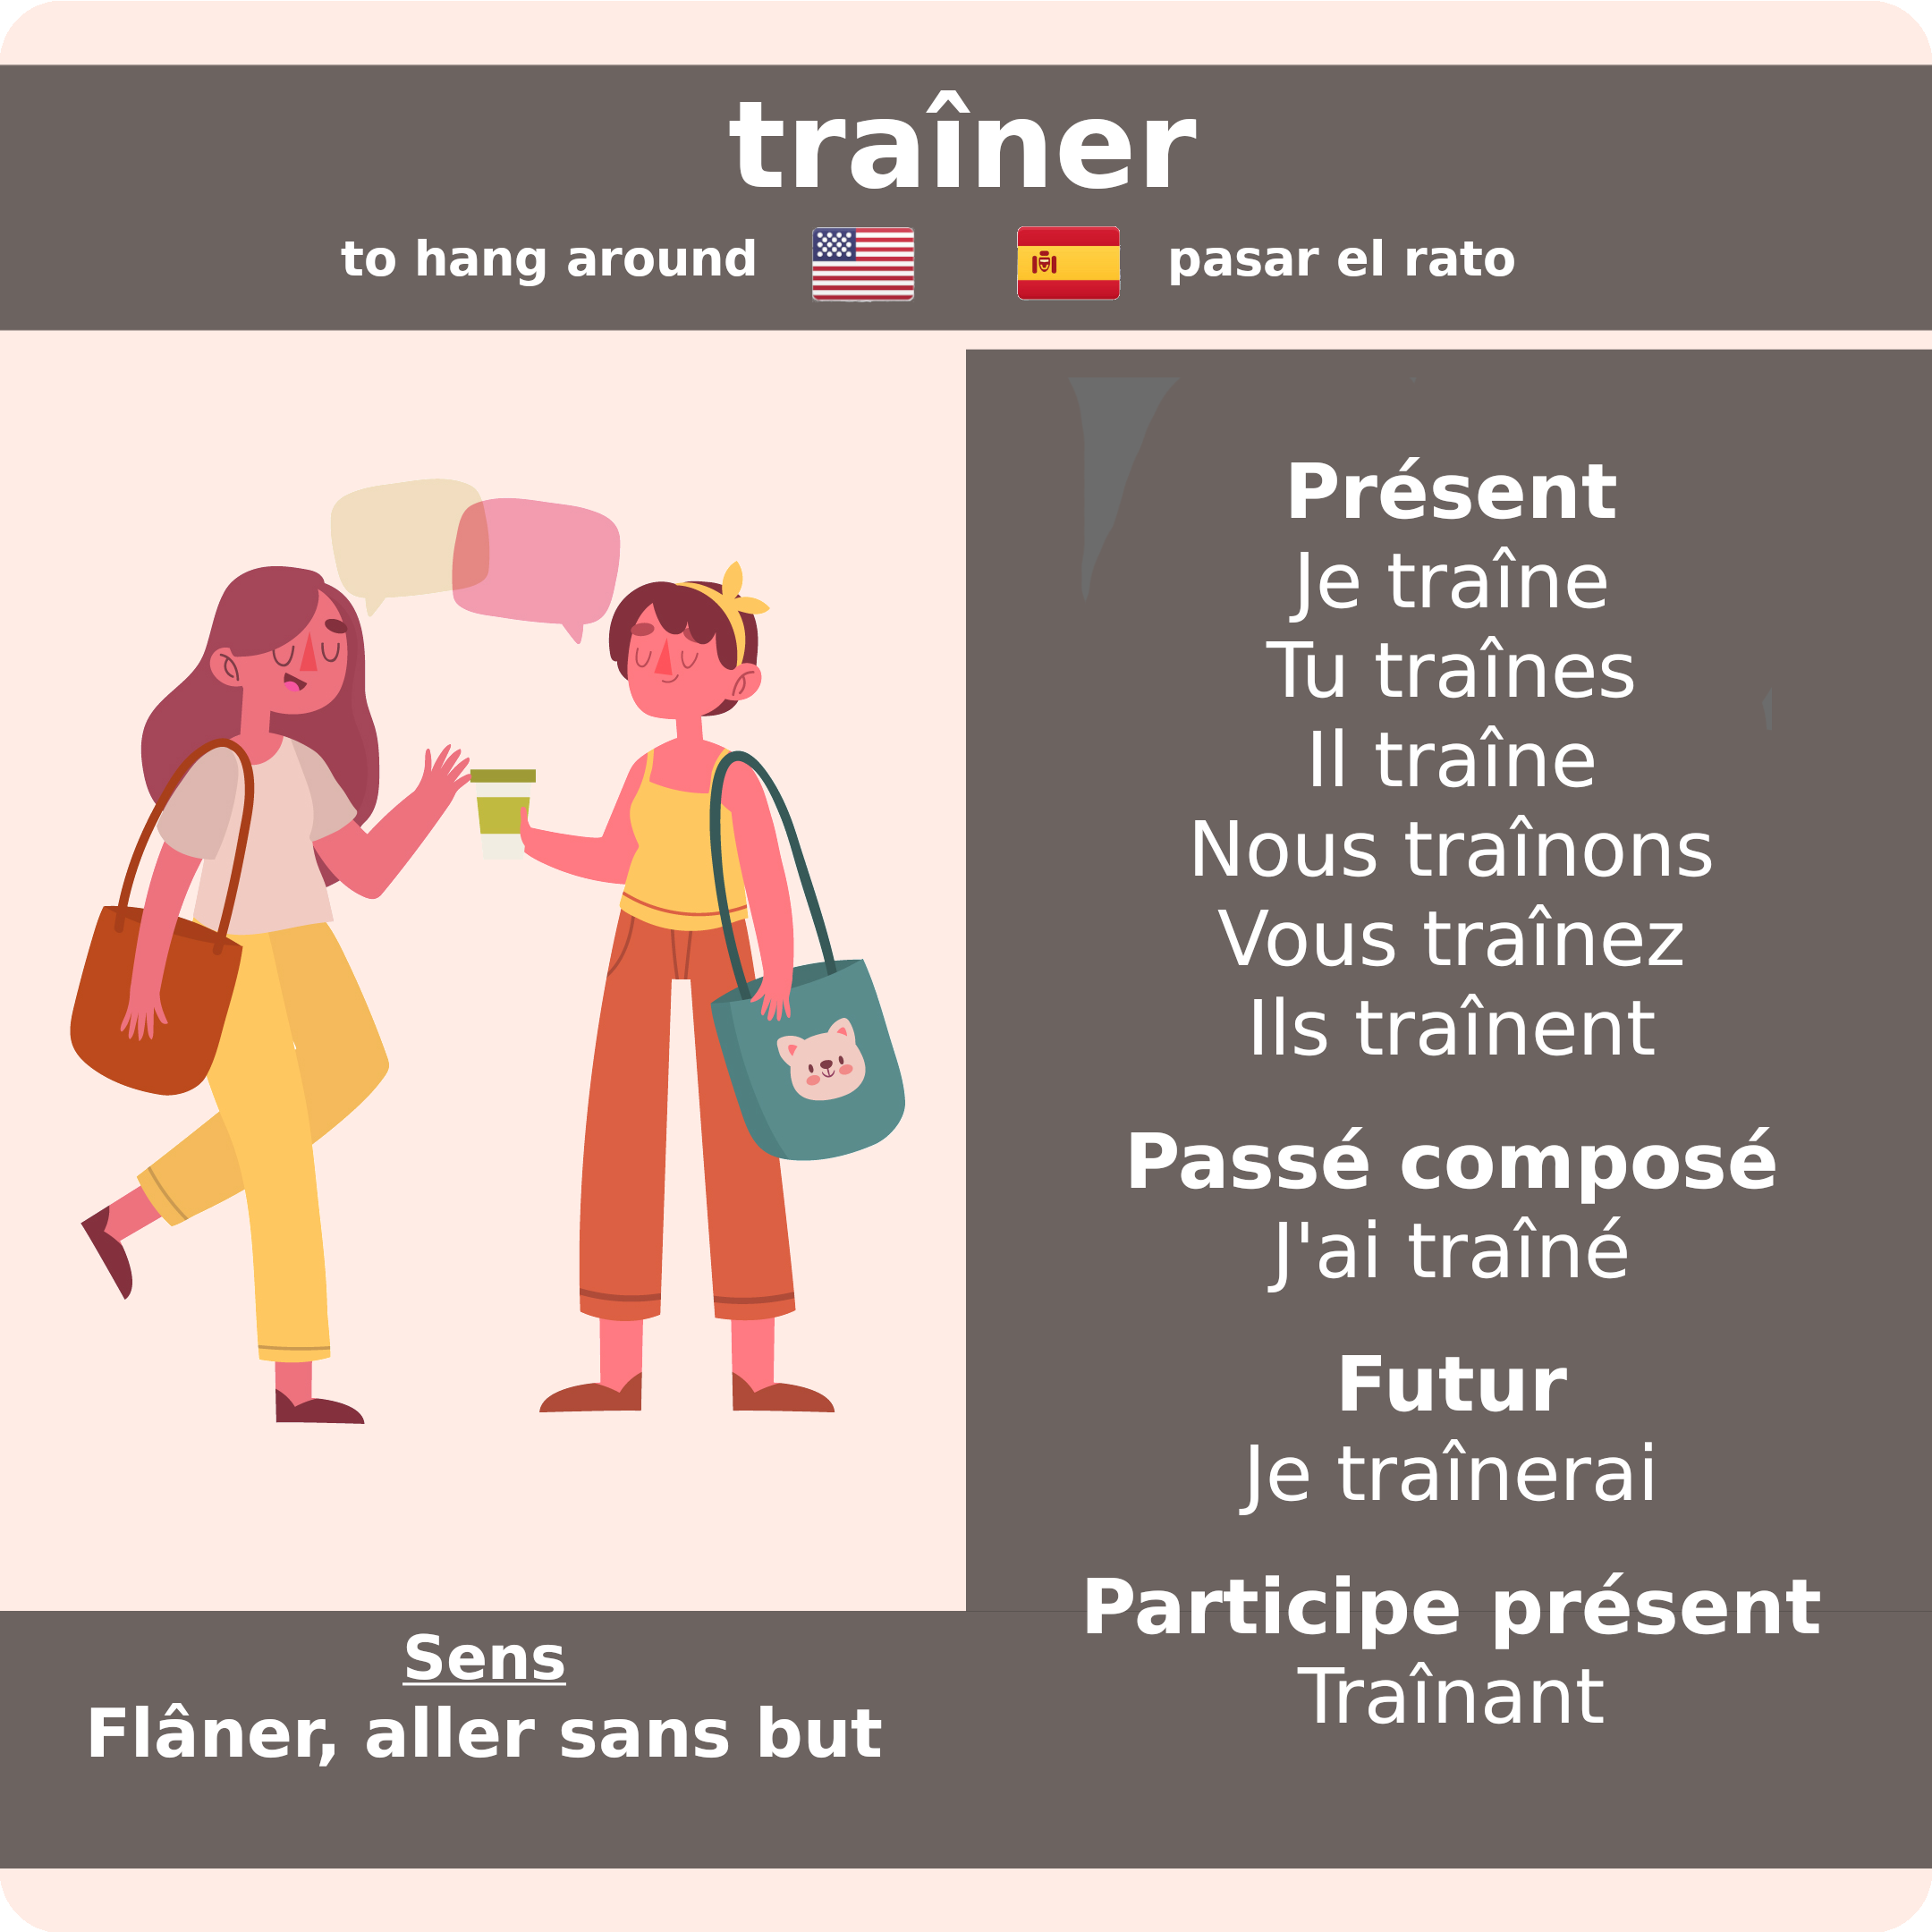 traîner
to hang around
pasar el rato
Présent
Je traîne
Tu traînes
Il traîne
Nous traînons
Vous traînez
Ils traînent
Passé composé
J'ai traîné
Futur
Je traînerai
Participe présent
Traînant
Sens
Flâner, aller sans but